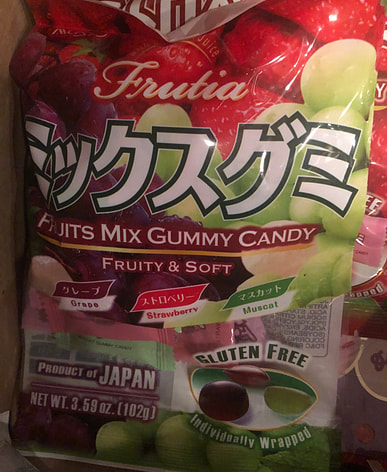 Frutia
ミックスグミ
FRUITS MIX GUMMY CANDY
FRUITY & SOFT
グレープ
Grape
ストロベリー
Strawberry
マスカット
Muscat
GLUTEN FREE
Individually Wrapped
PRODUCT OF JAPAN
NET WT. 3.59 OZ. (102g)